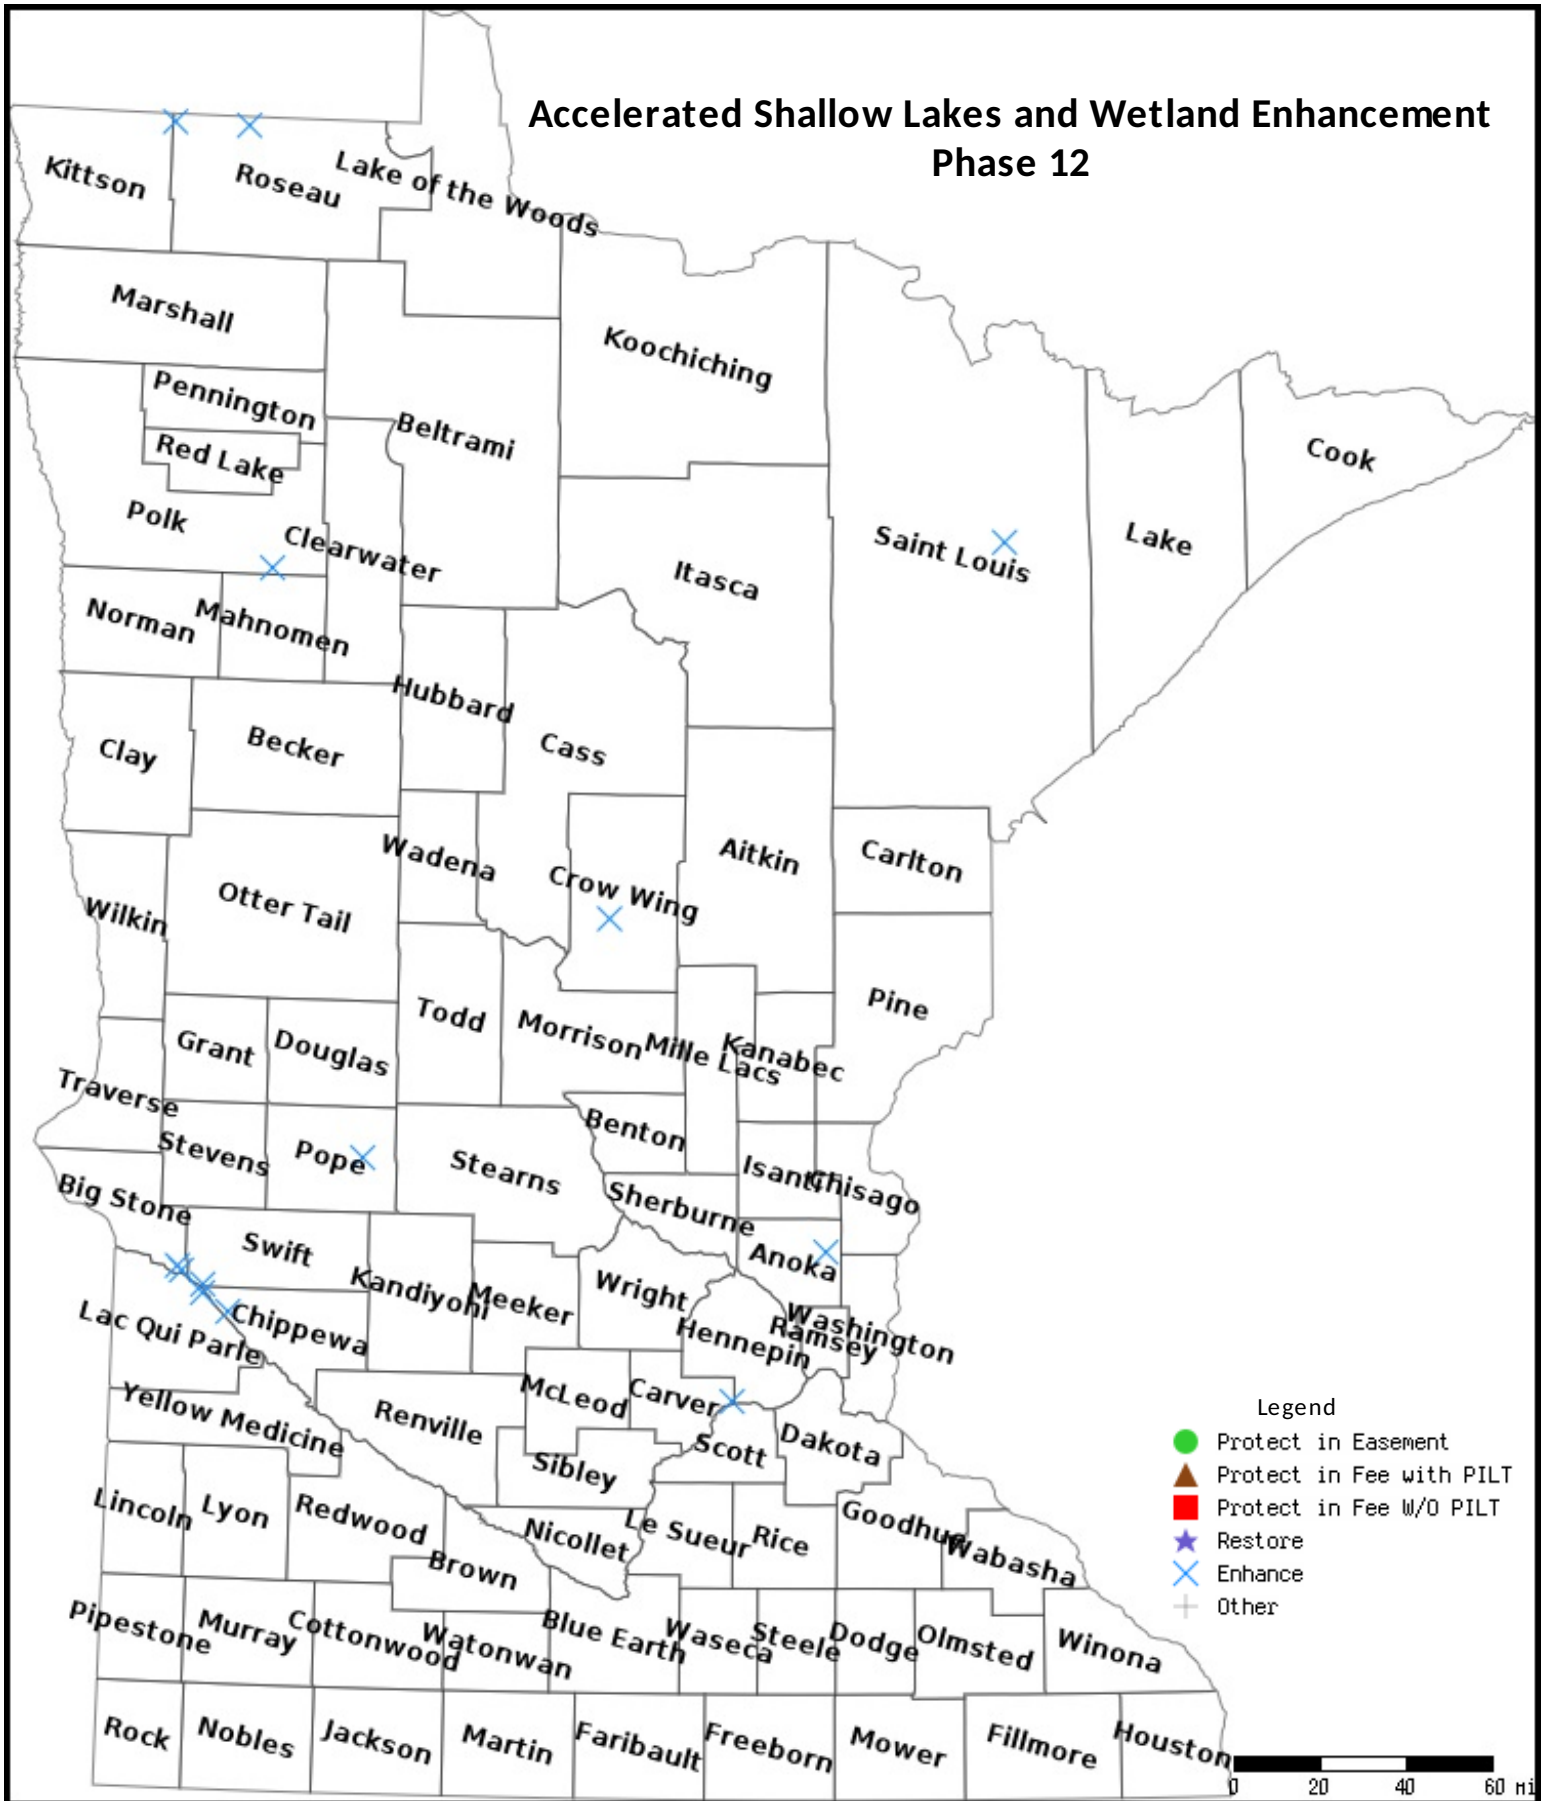 Accelerated Shallow Lakes and Wetland Enhancement
Phase 12
Kittson
Roseau
Lake of the Woods
Marshall
Koochiching
Pennington
Beltrami
Red Lake
Cook
Polk
Clearwater
Saint Louis
Lake
Itasca
Norman
Mahnomen
Hubbard
Clay
Becker
Cass
Wadena
Aitkin
Carlton
Crow Wing
Otter Tail
Wilkin
Pine
Todd
Morrison
Mille Lacs
Kanabec
Grant
Douglas
Traverse
Benton
Stevens
Pope
Stearns
Isanti
Chisago
Big Stone
Sherburne
Swift
Anoka
Kandiyohi
Meeker
Wright
Lac Qui Parle
Chippewa
Hennepin
Ramsey
Washington
Yellow Medicine
McLeod
Carver
Renville
Scott
Dakota
Sibley
Lincoln
Lyon
Redwood
Nicollet
Le Sueur
Rice
Goodhue
Wabasha
Brown
Pipestone
Murray
Cottonwood
Watonwan
Blue Earth
Waseca
Steele
Dodge
Olmsted
Winona
Rock
Nobles
Jackson
Martin
Faribault
Freeborn
Mower
Fillmore
Houston
Legend
Protect in Easement
Protect in Fee with PILT
Protect in Fee W/O PILT
Restore
Enhance
Other
0 20 40 60 mi